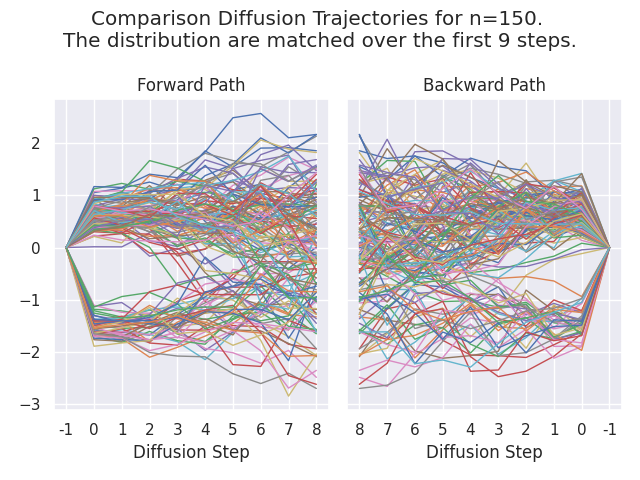 Comparison Diffusion Trajectories for n=150.
The distribution are matched over the first 9 steps.
Forward Path
Backward Path
2
1
0
−1
−2
−3
-1 0 1 2 3 4 5 6 7 8
8 7 6 5 4 3 2 1 0 -1
Diffusion Step
Diffusion Step